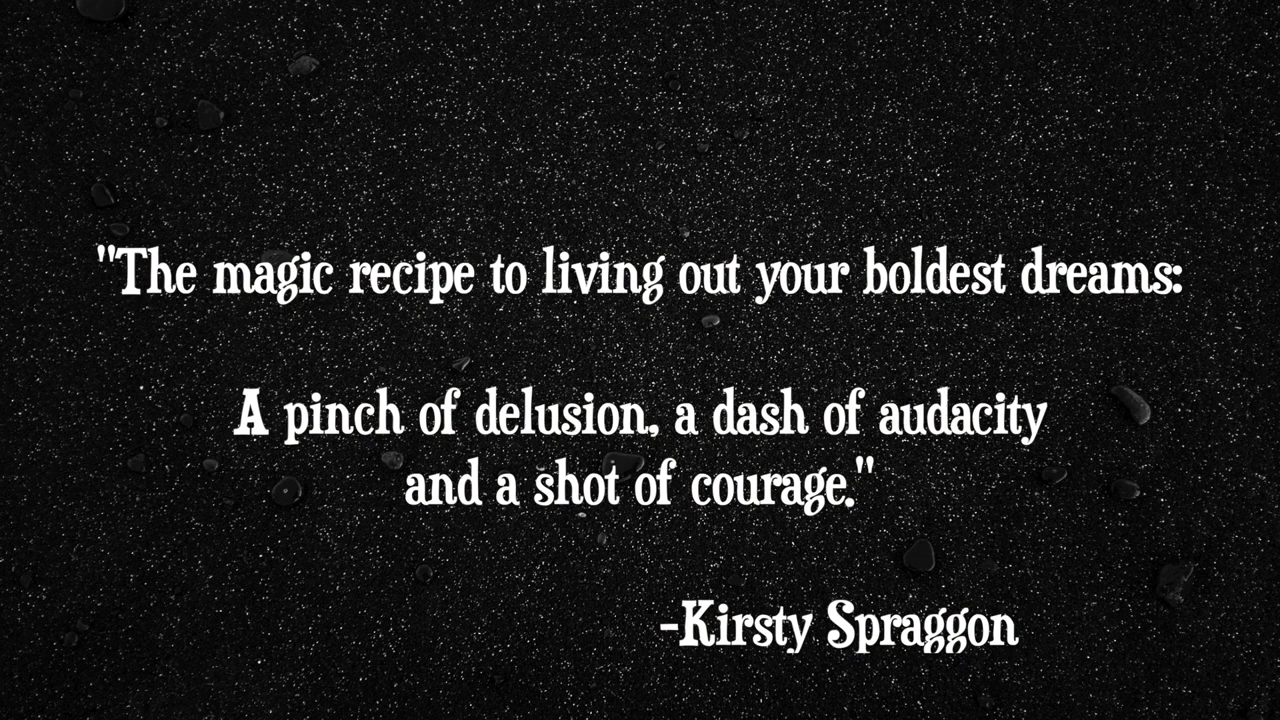 "The magic recipe to living out your boldest dreams:
A pinch of delusion, a dash of audacity
and a shot of courage."
-Kirsty Spraggon